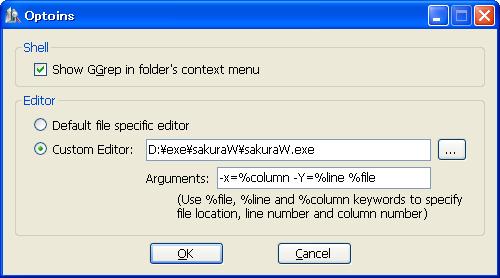 Optoins
Shell
Show GGrep in folder's context menu
Editor
Default file specific editor
Custom Editor: D:¥exe¥sakuraW¥sakuraW.exe ...
Arguments: -x=%column -Y=%line %file
(Use %file, %line and %column keywords to specify
file location, line number and column number)
OK Cancel